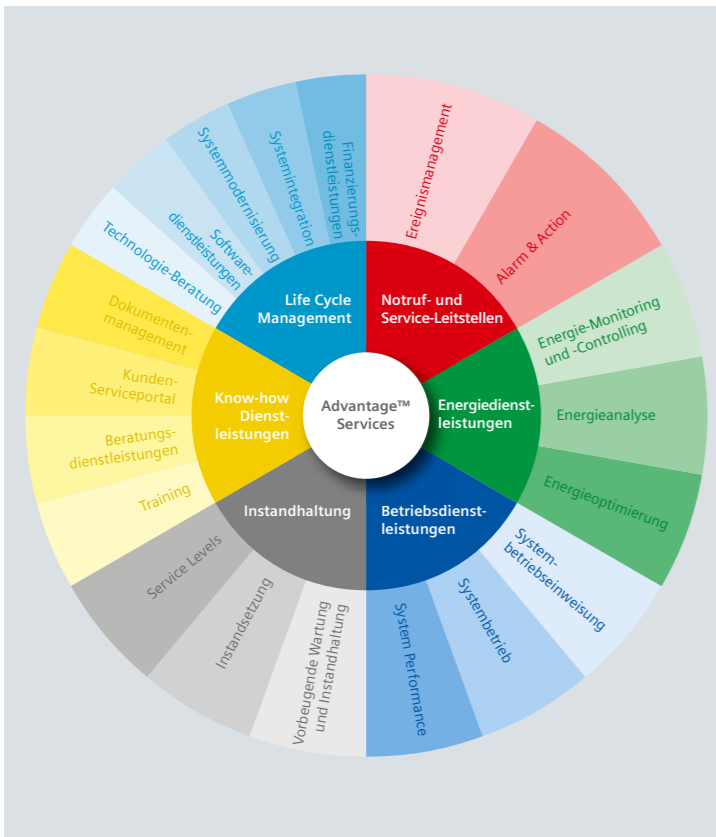 Advantage™
Services
Notruf- und
Service-Leitstellen
Ereignismanagement
Alarm & Action
Energiedienst-
leistungen
Energie-Monitoring
und -Controlling
Energieanalyse
Energieoptimierung
Betriebsdienst-
leistungen
System-
betriebseinweisung
Systembetrieb
System Performance
Instandhaltung
Vorbeugende Wartung
und Instandhaltung
Instandsetzung
Service Levels
Know-how
Dienst-
leistungen
Training
Beratungs-
dienstleistungen
Kunden-
Serviceportal
Dokumenten-
management
Life Cycle
Management
Technologie-Beratung
Software-
dienstleistungen
Systemmodernisierung
Systemintegration
Finanzierungs-
dienstleistungen